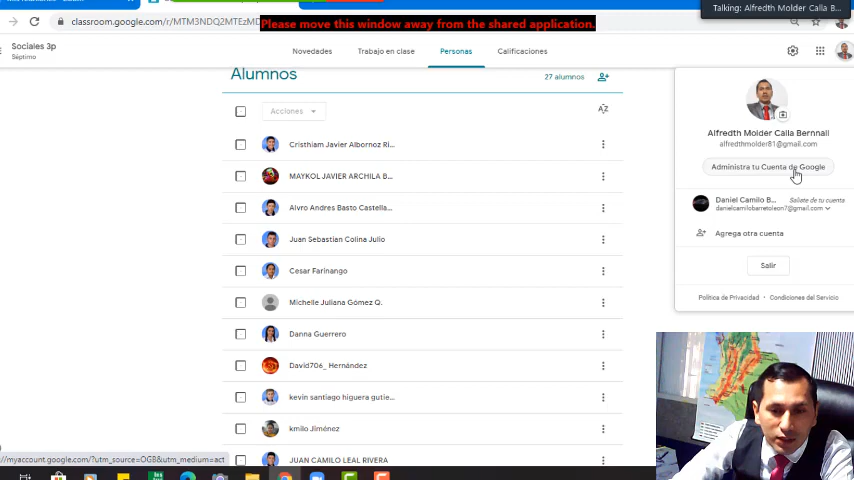 Talking: Alfredth Molder Calla B...
classroom.google.com/r/MTM3NDQ2MTEzMD
Please move this window away from the shared application.
Sociales 3p
Séptimo
Novedades
Trabajo en clase
Personas
Calificaciones
Alumnos
27 alumnos
Acciones
Cristhiam Javier Albornoz Ri...
MAYKOL JAVIER ARCHILA B...
Alvro Andres Basto Castella...
Juan Sebastian Colina Julio
Cesar Farinango
Michelle Juliana Gómez Q.
Danna Guerrero
David706_ Hernández
kevin santiago higuera gutie...
kmilo Jiménez
JUAN CAMILO LEAL RIVERA
Alfredth Molder Calla Bernnall
alfredthmolder81@gmail.com
Administra tu Cuenta de Google
Daniel Camilo B...
Saliste de tu cuenta
danielcamilobarretoleon7@gmail.com
Agrega otra cuenta
Salir
Política de Privacidad • Condiciones del Servicio
//myaccount.google.com/?utm_source=OGB&utm_medium=act